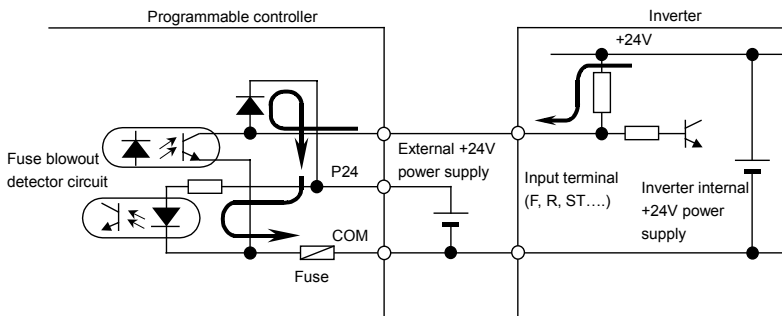 Programmable controller
Inverter
+24V
Fuse blowout
detector circuit
P24
External +24V
power supply
Input terminal
(F, R, ST….)
Inverter internal
+24V power
supply
COM
Fuse